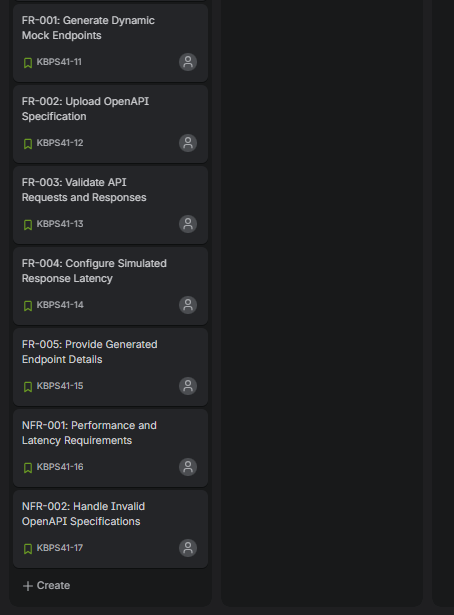 FR-001: Generate Dynamic
Mock Endpoints
KBPS41-11
FR-002: Upload OpenAPI
Specification
KBPS41-12
FR-003: Validate API
Requests and Responses
KBPS41-13
FR-004: Configure Simulated
Response Latency
KBPS41-14
FR-005: Provide Generated
Endpoint Details
KBPS41-15
NFR-001: Performance and
Latency Requirements
KBPS41-16
NFR-002: Handle Invalid
OpenAPI Specifications
KBPS41-17
+ Create